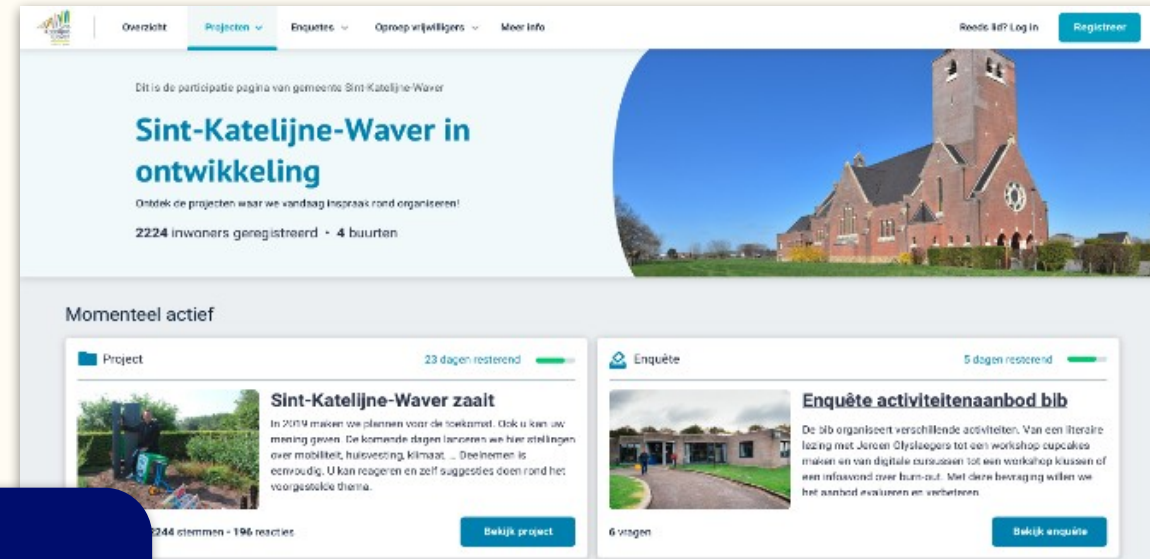 Overzicht
Projecten
Enquetes
Oproep vrijwilligers
Meer info
Reeds lid? Log in
Registreer
Dit is de participatie pagina van gemeente Sint-Katelijne-Waver
Sint-Katelijne-Waver in
ontwikkeling
Ontdek de projecten waar we vandaag inspraak rond organiseren!
2224 inwoners geregistreerd • 4 buurten
Momenteel actief
Project
23 dagen resterend
Sint-Katelijne-Waver zaait
In 2019 maken we plannen voor de toekomst. Ook u kan uw
mening geven. De komende dagen lanceren we hier stellingen
over mobiliteit, huisvesting, klimaat, ... Deelnemen is
eenvoudig. U kan reageren en zelf suggesties doen rond het
voorgestelde thema.
2244 stemmen • 196 reacties
Bekijk project
Enquête
5 dagen resterend
Enquête activiteitenaanbod bib
De bib organiseert verschillende activiteiten. Van een literaire
lezing met Jeroen Olyslaegers tot een workshop cupcakes
maken en van digitale cursussen tot een workshop klussen of
een infoavond over burn-out. Met deze bevraging willen we
het aanbod evalueren en verbeteren.
6 vragen
Bekijk enquête